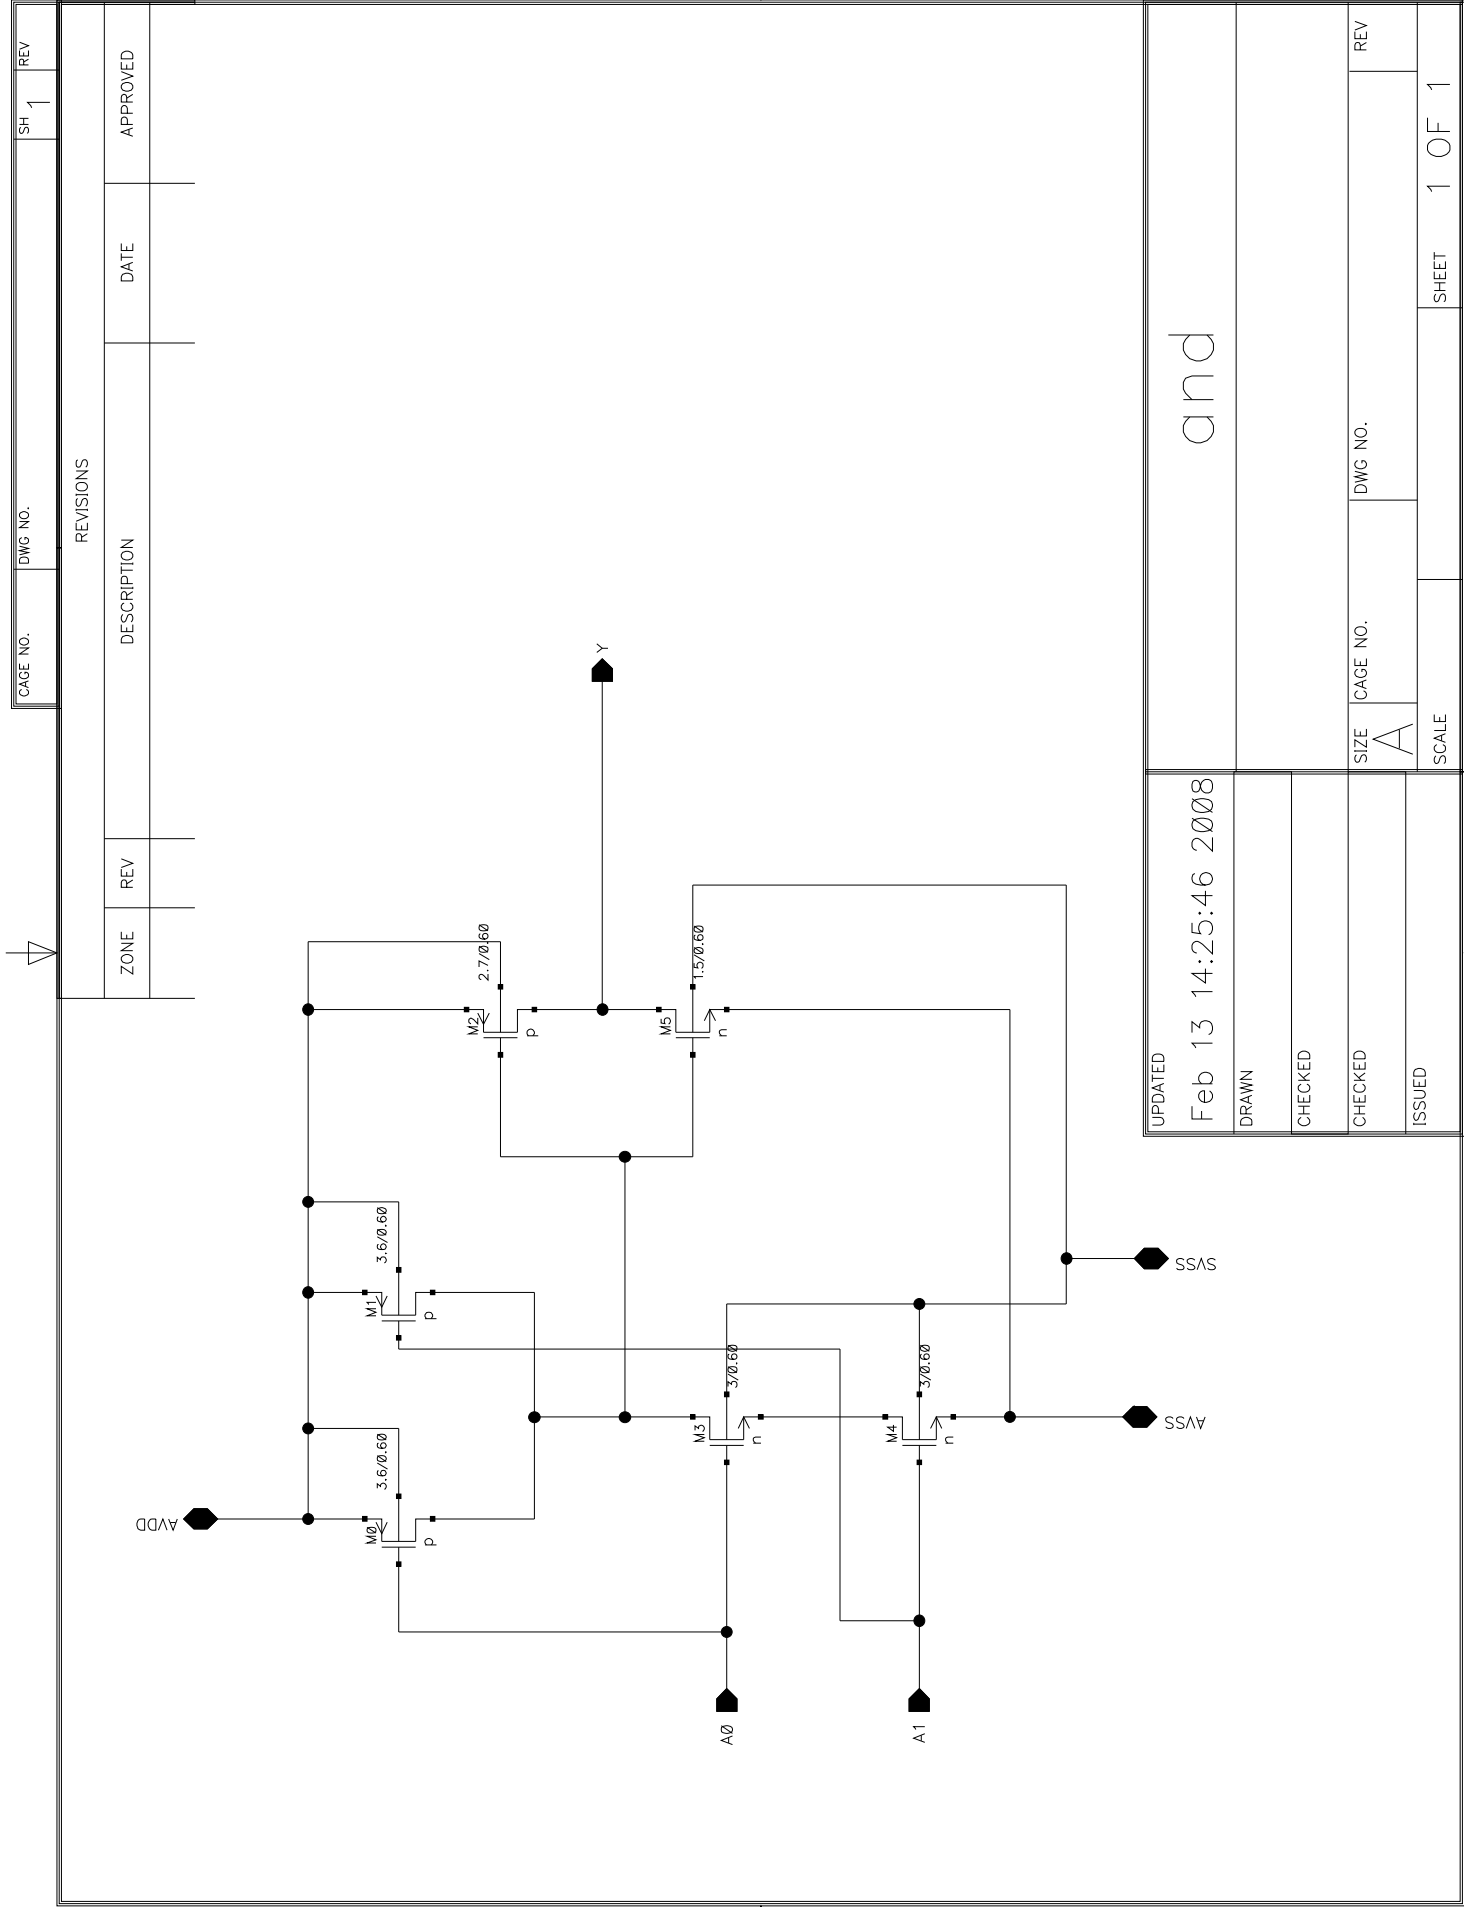 CAGE NO.
DWG NO.
SH 1
REV
REVISIONS
ZONE
REV
DESCRIPTION
DATE
APPROVED
AVDD
M0
3.6/0.60
p
M1
3.6/0.60
p
M2
2.7/0.60
p
Y
M5
1.5/0.60
n
M3
3/0.60
n
A0
M4
3/0.60
n
A1
AVSS
SVSS
UPDATED
Feb 13 14:25:46 2008
DRAWN
CHECKED
CHECKED
ISSUED
and
SIZE
A
CAGE NO.
DWG NO.
REV
SCALE
SHEET 1 OF 1